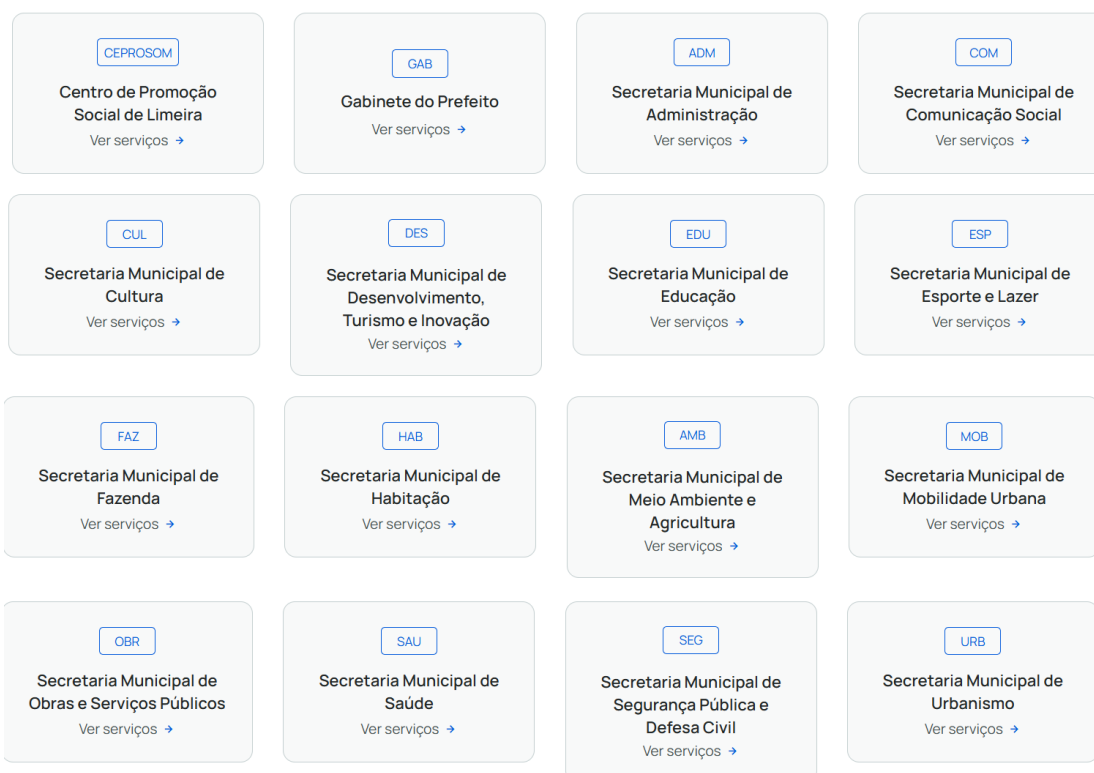 CEPROSOM
Centro de Promoção
Social de Limeira
Ver serviços →
GAB
Gabinete do Prefeito
Ver serviços →
ADM
Secretaria Municipal de
Administração
Ver serviços →
COM
Secretaria Municipal de
Comunicação Social
Ver serviços →
CUL
Secretaria Municipal de
Cultura
Ver serviços →
DES
Secretaria Municipal de
Desenvolvimento,
Turismo e Inovação
Ver serviços →
EDU
Secretaria Municipal de
Educação
Ver serviços →
ESP
Secretaria Municipal de
Esporte e Lazer
Ver serviços →
FAZ
Secretaria Municipal de
Fazenda
Ver serviços →
HAB
Secretaria Municipal de
Habitação
Ver serviços →
AMB
Secretaria Municipal de
Meio Ambiente e
Agricultura
Ver serviços →
MOB
Secretaria Municipal de
Mobilidade Urbana
Ver serviços →
OBR
Secretaria Municipal de
Obras e Serviços Públicos
Ver serviços →
SAU
Secretaria Municipal de
Saúde
Ver serviços →
SEG
Secretaria Municipal de
Segurança Pública e
Defesa Civil
Ver serviços →
URB
Secretaria Municipal de
Urbanismo
Ver serviços →